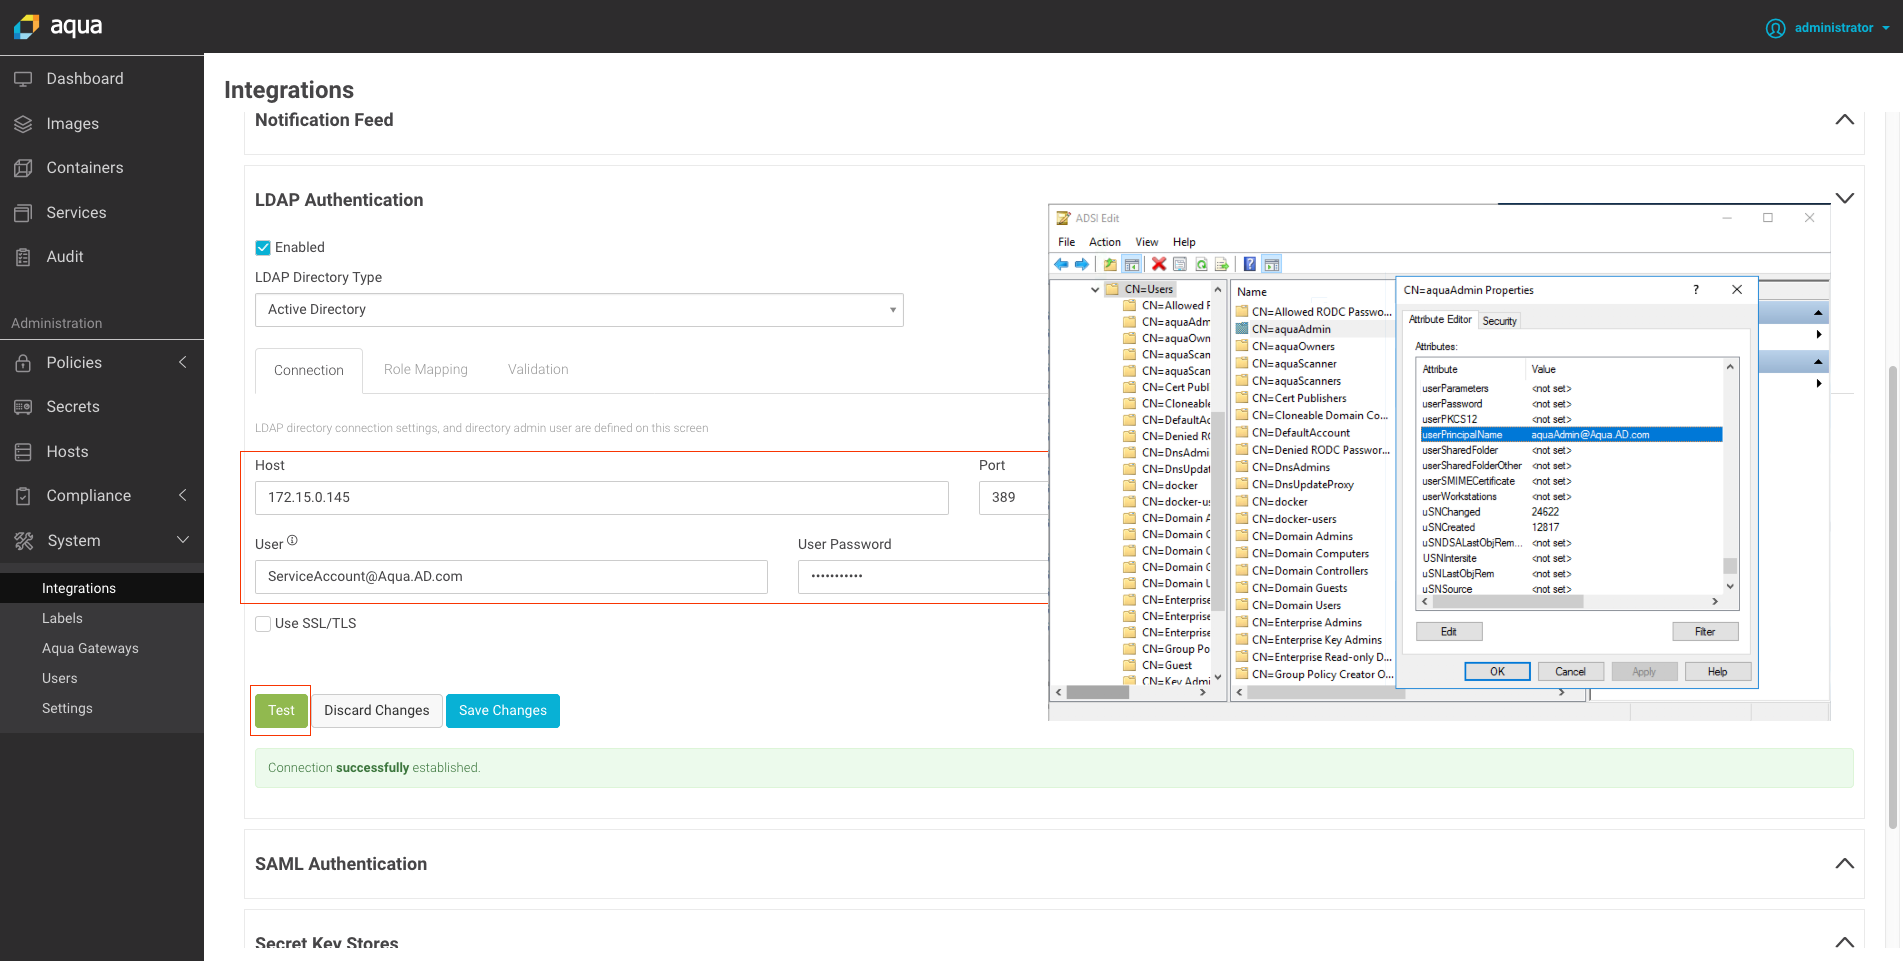 aqua
administrator
Dashboard
Images
Containers
Services
Audit
Administration
Policies
Secrets
Hosts
Compliance
System
Integrations
Labels
Aqua Gateways
Users
Settings
Integrations
Notification Feed
LDAP Authentication
Enabled
LDAP Directory Type
Active Directory
Connection Role Mapping Validation
LDAP directory connection settings, and directory admin user are defined on this screen
Host Port
172.15.0.145 389
User User Password
ServiceAccount@Aqua.AD.com •••••••••••
Use SSL/TLS
Test Discard Changes Save Changes
Connection successfully established.
SAML Authentication
Secret Key Stores
ADSI Edit
File Action View Help
CN=Users
CN=Allowed F
CN=aquaAdm
CN=aquaOwn
CN=aquaScan
CN=aquaScan
CN=Cert Publ
CN=Cloneable
CN=DefaultAc
CN=Denied RO
CN=DnsAdmi
CN=DnsUpdat
CN=docker
CN=docker-us
CN=Domain A
CN=Domain C
CN=Domain C
CN=Domain G
CN=Domain U
CN=Enterprise
CN=Enterprise
CN=Enterprise
CN=Group Po
CN=Guest
CN=Key Admi
Name
CN=Allowed RODC Passwo...
CN=aquaAdmin
CN=aquaOwners
CN=aquaScanner
CN=aquaScanners
CN=Cert Publishers
CN=Cloneable Domain Co...
CN=DefaultAccount
CN=Denied RODC Passwor...
CN=DnsAdmins
CN=DnsUpdateProxy
CN=docker
CN=docker-users
CN=Domain Admins
CN=Domain Computers
CN=Domain Controllers
CN=Domain Guests
CN=Domain Users
CN=Enterprise Admins
CN=Enterprise Key Admins
CN=Enterprise Read-only D...
CN=Group Policy Creator O...
CN=aquaAdmin Properties ?
Attribute Editor Security
Attributes:
Attribute Value
userParameters <not set>
userPassword <not set>
userPKCS12 <not set>
userPrincipalName aquaAdmin@Aqua.AD.com
userSharedFolder <not set>
userSharedFolderOther <not set>
userSMIMECertificate <not set>
userWorkstations <not set>
uSNChanged 24622
uSNCreated 12817
uSNDSALastObjRem... <not set>
USNIntersite <not set>
uSNLastObjRem <not set>
uSNSource <not set>
Edit Filter
OK Cancel Apply Help